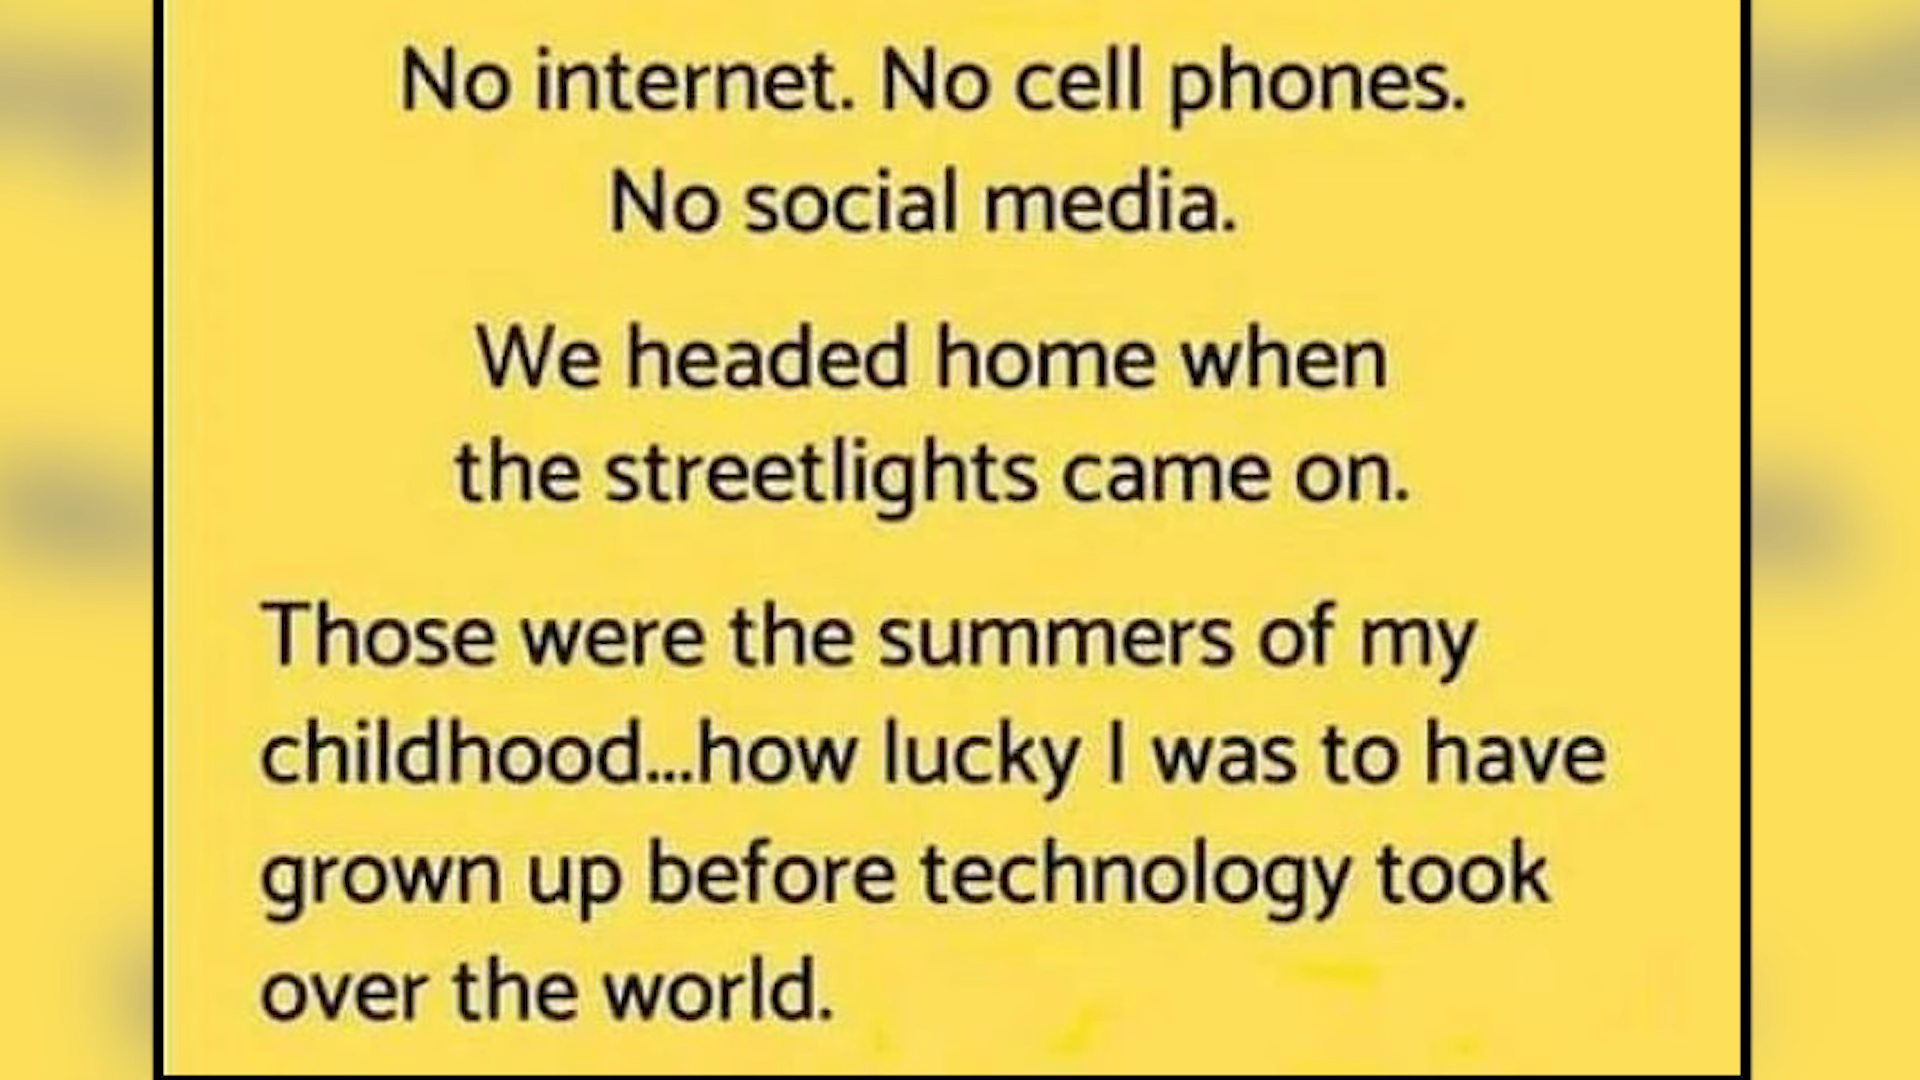 No internet. No cell phones.
No social media.
We headed home when
the streetlights came on.
Those were the summers of my
childhood...how lucky I was to have
grown up before technology took
over the world.